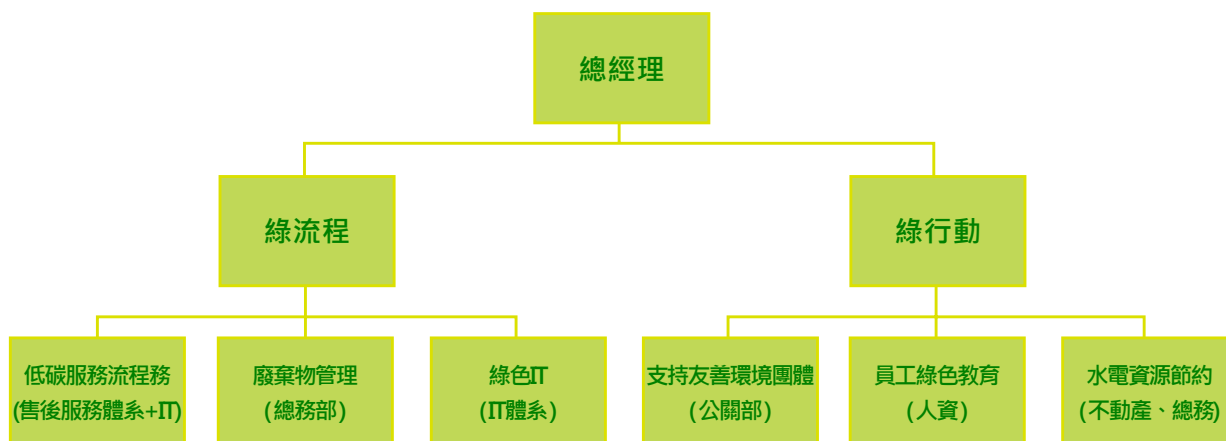 總經理
綠流程
綠行動
低碳服務流程務
(售後服務體系+IT)
廢棄物管理
(總務部)
綠色IT
(IT體系)
支持友善環境團體
(公關部)
員工綠色教育
(人資)
水電資源節約
(不動產、總務)